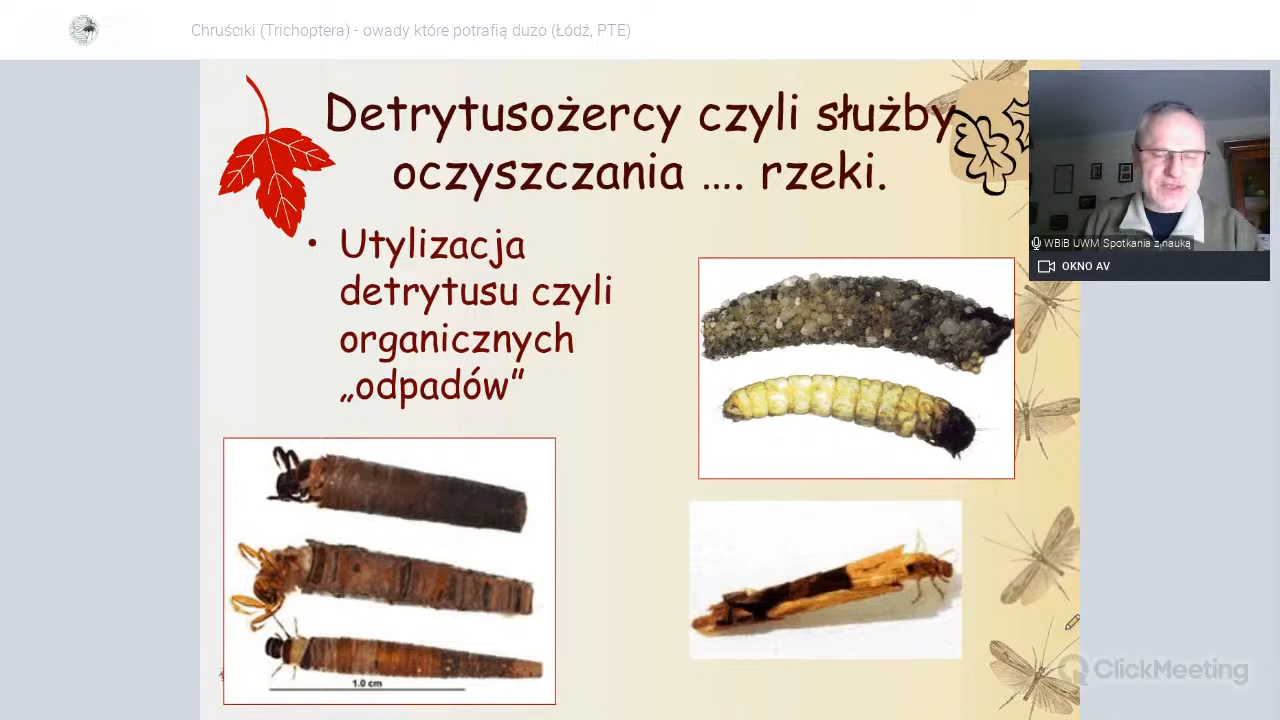 Chruściki (Trichoptera) - owady które potrafią dużo (Łódź, PTE)
Detrytusożercy czyli służby
oczyszczania .... rzeki.
• Utylizacja
detrytusu czyli
organicznych
„odpadów”
1.0 cm
WBiB UWM Spotkania z nauką
OKNO AV
ClickMeeting